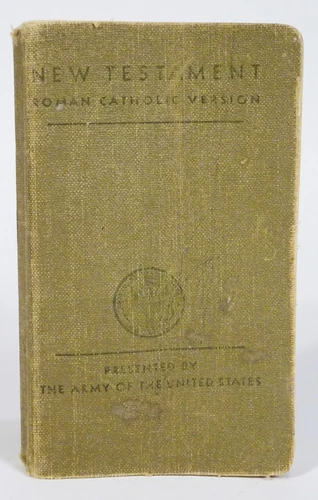 NEW TESTAMENT
ROMAN CATHOLIC VERSION
PRESENTED BY
THE ARMY OF THE UNITED STATES